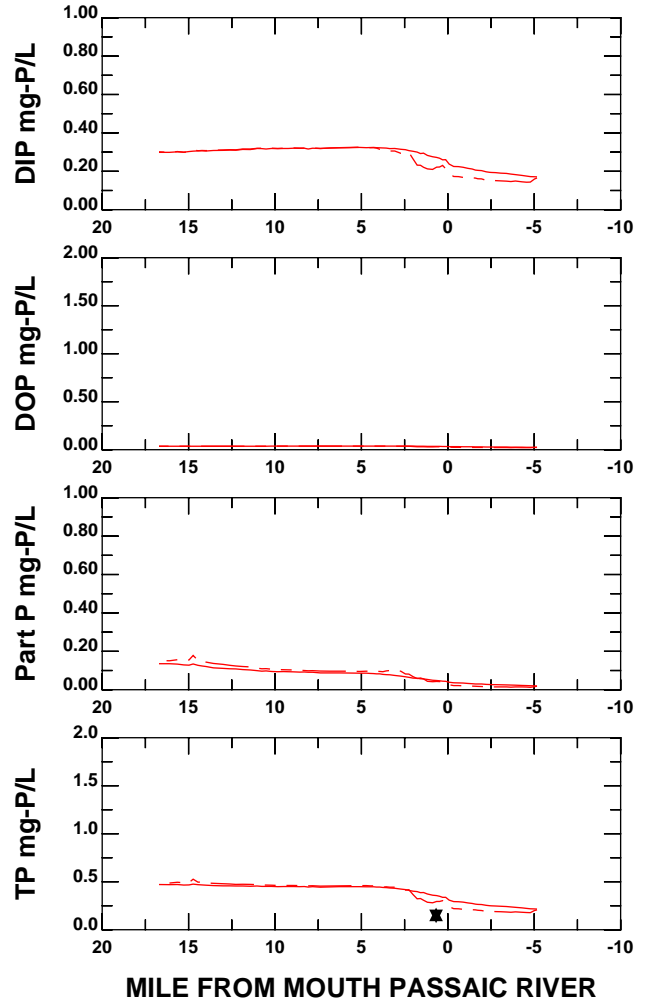 DIP mg-P/L
1.00
0.80
0.60
0.40
0.20
0.00
20 15 10 5 0 -5 -10
DOP mg-P/L
2.00
1.50
1.00
0.50
0.00
20 15 10 5 0 -5 -10
Part P mg-P/L
1.00
0.80
0.60
0.40
0.20
0.00
20 15 10 5 0 -5 -10
TP mg-P/L
2.0
1.5
1.0
0.5
0.0
20 15 10 5 0 -5 -10
MILE FROM MOUTH PASSAIC RIVER